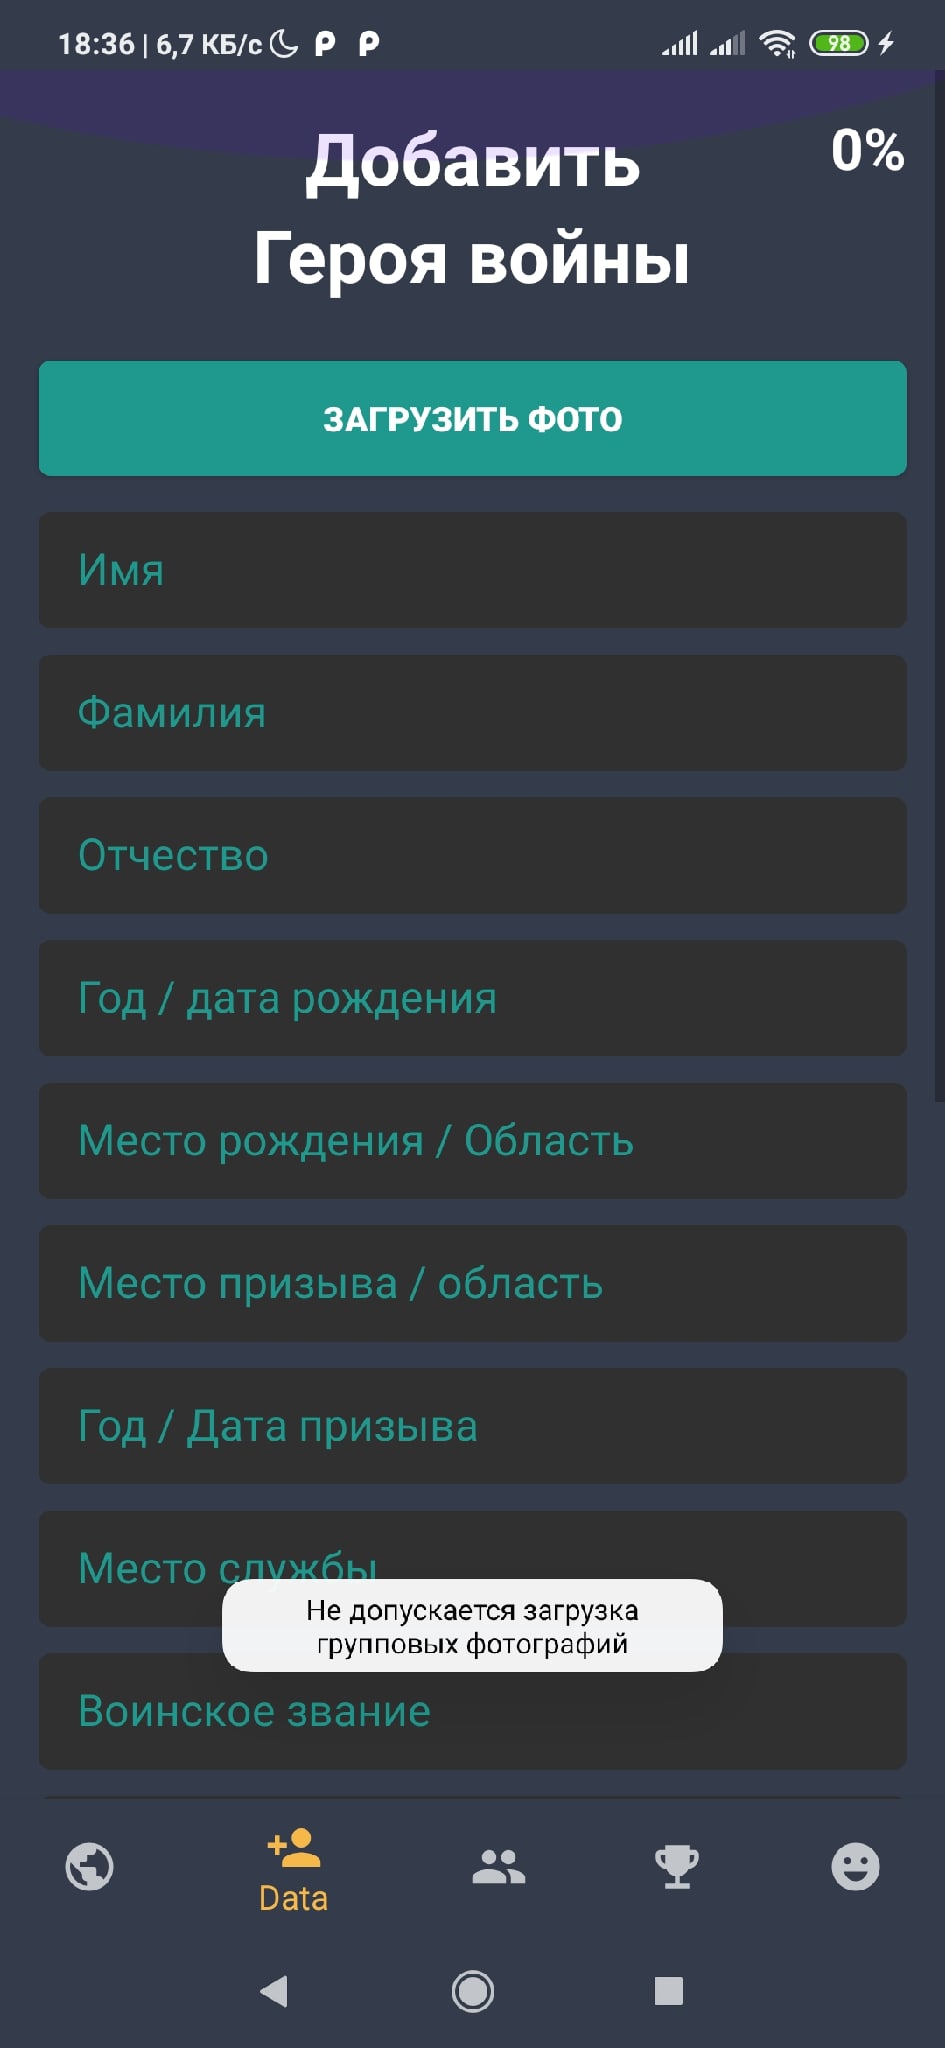 18:36 | 6,7 КБ/с
98
Добавить
0%
Героя войны
ЗАГРУЗИТЬ ФОТО
Имя
Фамилия
Отчество
Год / дата рождения
Место рождения / Область
Место призыва / область
Год / Дата призыва
Место службы
Не допускается загрузка
групповых фотографий
Воинское звание
Data